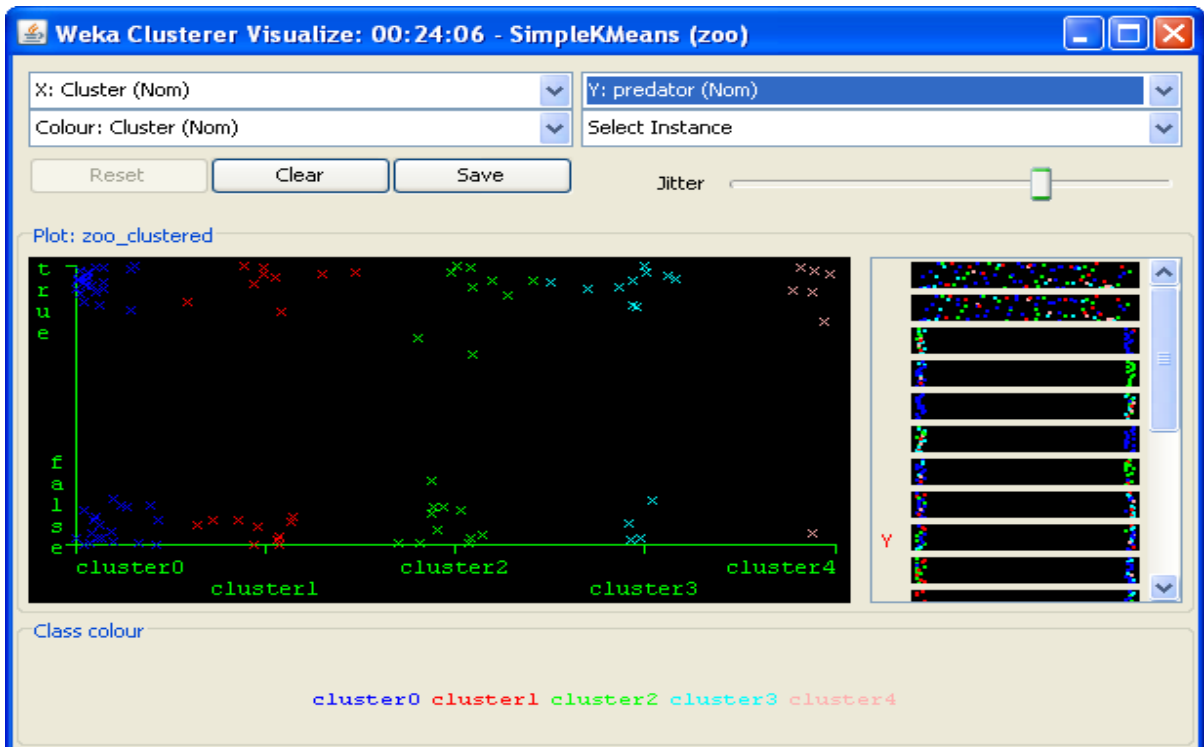 Weka Clusterer Visualize: 00:24:06 - SimpleKMeans (zoo)
X: Cluster (Nom)
Y: predator (Nom)
Colour: Cluster (Nom)
Select Instance
Reset
Clear
Save
Jitter
Plot: zoo_clustered
true
false
Y
cluster0
cluster1
cluster2
cluster3
cluster4
Class colour
cluster0 cluster1 cluster2 cluster3 cluster4